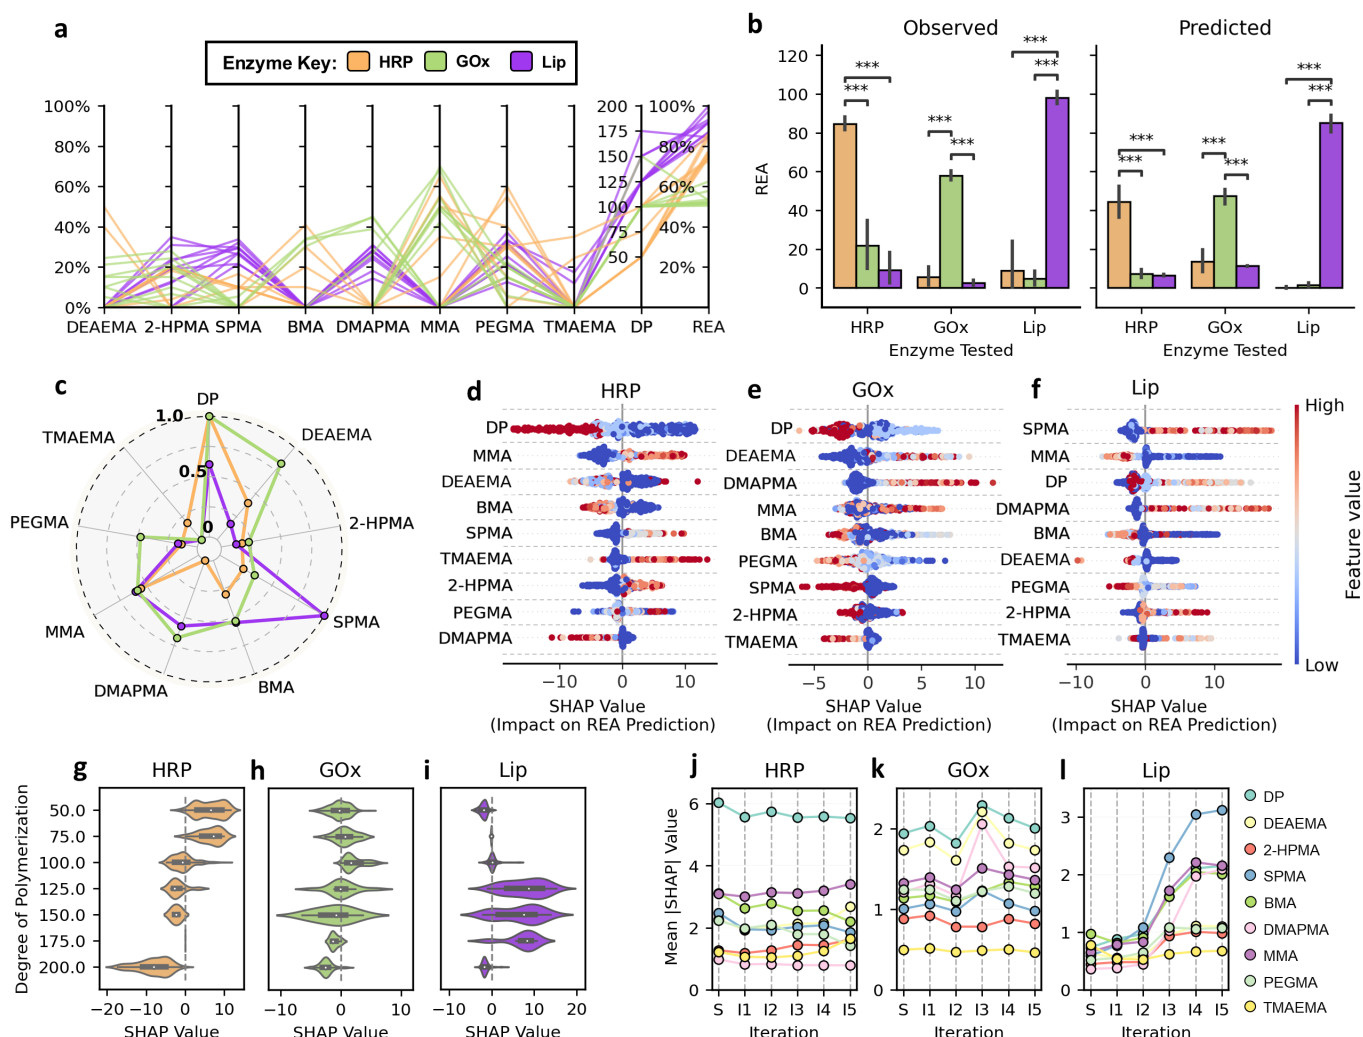 a
Enzyme Key: HRP GOx Lip
100% 200 100%
80% 175 80%
150
60% 125 60%
40% 100
75
20% 50 20%
0%
DEAEMA 2-HPMA SPMA BMA DMAPMA MMA PEGMA TMAEMA DP REA
b
Observed Predicted
REA
120
100
80
60
40
20
0
*** *** *** *** *** ***
*** *** *** *** *** ***
HRP GOx Lip HRP GOx Lip
Enzyme Tested Enzyme Tested
c
DP
1.0
0.5
0
DEAEMA
2-HPMA
SPMA
BMA
DMAPMA
MMA
PEGMA
TMAEMA
d HRP
DP
MMA
DEAEMA
BMA
SPMA
TMAEMA
2-HPMA
PEGMA
DMAPMA
−10 0 10
SHAP Value
(Impact on REA Prediction)
e GOx
DP
DEAEMA
DMAPMA
MMA
BMA
PEGMA
SPMA
2-HPMA
TMAEMA
−5 0 5 10
SHAP Value
(Impact on REA Prediction)
f Lip
SPMA
MMA
DP
DMAPMA
BMA
DEAEMA
PEGMA
2-HPMA
TMAEMA
−10 0 10
SHAP Value
(Impact on REA Prediction)
High
Feature value
Low
g HRP h GOx i Lip
Degree of Polymerization
50.0
75.0
100.0
125.0
150.0
175.0
200.0
−20 −10 0 10
SHAP Value
−10 0 10
SHAP Value
−10 0 10 20
SHAP Value
j HRP
Mean |SHAP| Value
6
4
2
0
S I1 I2 I3 I4 I5
Iteration
k GOx
2
1
0
S I1 I2 I3 I4 I5
Iteration
l Lip
3
2
1
0
S I1 I2 I3 I4 I5
Iteration
DP
DEAEMA
2-HPMA
SPMA
BMA
DMAPMA
MMA
PEGMA
TMAEMA